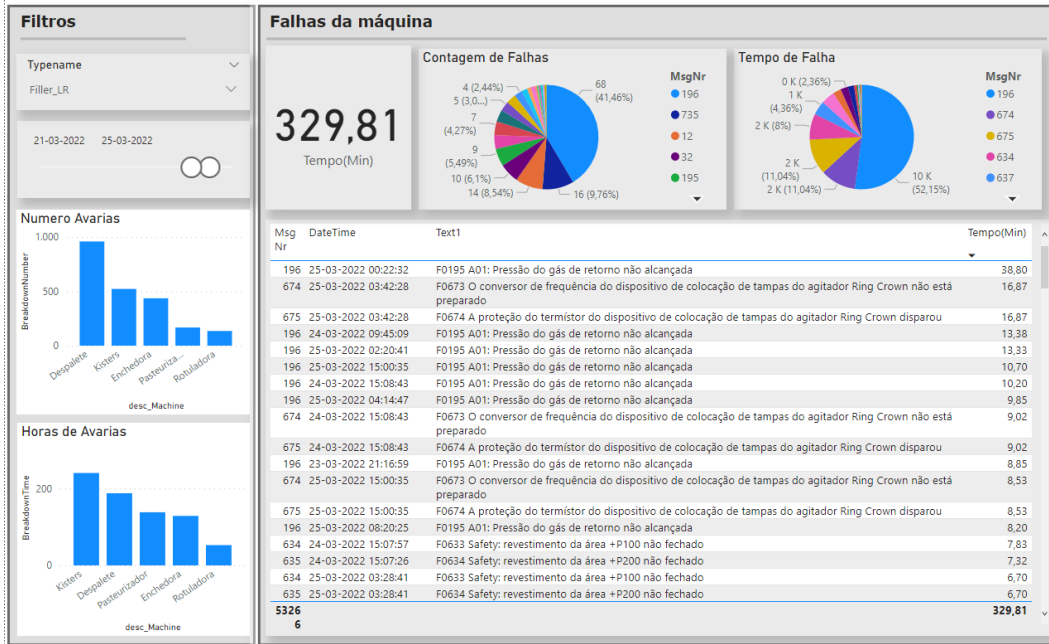 Filtros
Typename
Filler_LR
21-03-2022 25-03-2022
Numero Avarias
1.000
500
0
BreakdownNumber
Despalete
Kisters
Enchedora
Pasteuriza...
Rotuladora
desc_Machine
Horas de Avarias
200
0
BreakdownTime
Kisters
Despalete
Pasteurizador
Enchedora
Rotuladora
desc_Machine
Falhas da máquina
329,81
Tempo(Min)
Contagem de Falhas
4 (2,44%)
5 (3,0...)
7
(4,27%)
9
(5,49%)
10 (6,1%)
14 (8,54%)
16 (9,76%)
68
(41,46%)
MsgNr
196
735
12
32
195
Tempo de Falha
0 K (2,36%)
1 K
(4,36%)
2 K (8%)
2 K
(11,04%)
2 K (11,04%)
10 K
(52,15%)
MsgNr
196
674
675
634
637
Msg DateTime Text1 Tempo(Min)
Nr
196 25-03-2022 00:22:32 F0195 A01: Pressão do gás de retorno não alcançada 38,80
674 25-03-2022 03:42:28 F0673 O conversor de frequência do dispositivo de colocação de tampas do agitador Ring Crown não está 16,87
preparado
675 25-03-2022 03:42:28 F0674 A proteção do termístor do dispositivo de colocação de tampas do agitador Ring Crown disparou 16,87
196 24-03-2022 09:45:09 F0195 A01: Pressão do gás de retorno não alcançada 13,38
196 25-03-2022 02:20:41 F0195 A01: Pressão do gás de retorno não alcançada 13,33
196 25-03-2022 15:00:35 F0195 A01: Pressão do gás de retorno não alcançada 10,70
196 24-03-2022 15:08:43 F0195 A01: Pressão do gás de retorno não alcançada 10,20
196 25-03-2022 04:14:47 F0195 A01: Pressão do gás de retorno não alcançada 9,85
674 24-03-2022 15:08:43 F0673 O conversor de frequência do dispositivo de colocação de tampas do agitador Ring Crown não está 9,02
preparado
675 24-03-2022 15:08:43 F0674 A proteção do termístor do dispositivo de colocação de tampas do agitador Ring Crown disparou 9,02
196 23-03-2022 21:16:59 F0195 A01: Pressão do gás de retorno não alcançada 8,85
674 25-03-2022 15:00:35 F0673 O conversor de frequência do dispositivo de colocação de tampas do agitador Ring Crown não está 8,53
preparado
675 25-03-2022 15:00:35 F0674 A proteção do termístor do dispositivo de colocação de tampas do agitador Ring Crown disparou 8,53
196 25-03-2022 08:20:25 F0195 A01: Pressão do gás de retorno não alcançada 8,20
634 24-03-2022 15:07:57 F0633 Safety: revestimento da área +P100 não fechado 7,83
635 24-03-2022 15:07:26 F0634 Safety: revestimento da área +P200 não fechado 7,32
634 25-03-2022 03:28:41 F0633 Safety: revestimento da área +P100 não fechado 6,70
635 25-03-2022 03:28:41 F0634 Safety: revestimento da área +P200 não fechado 6,70
5326 329,81
6